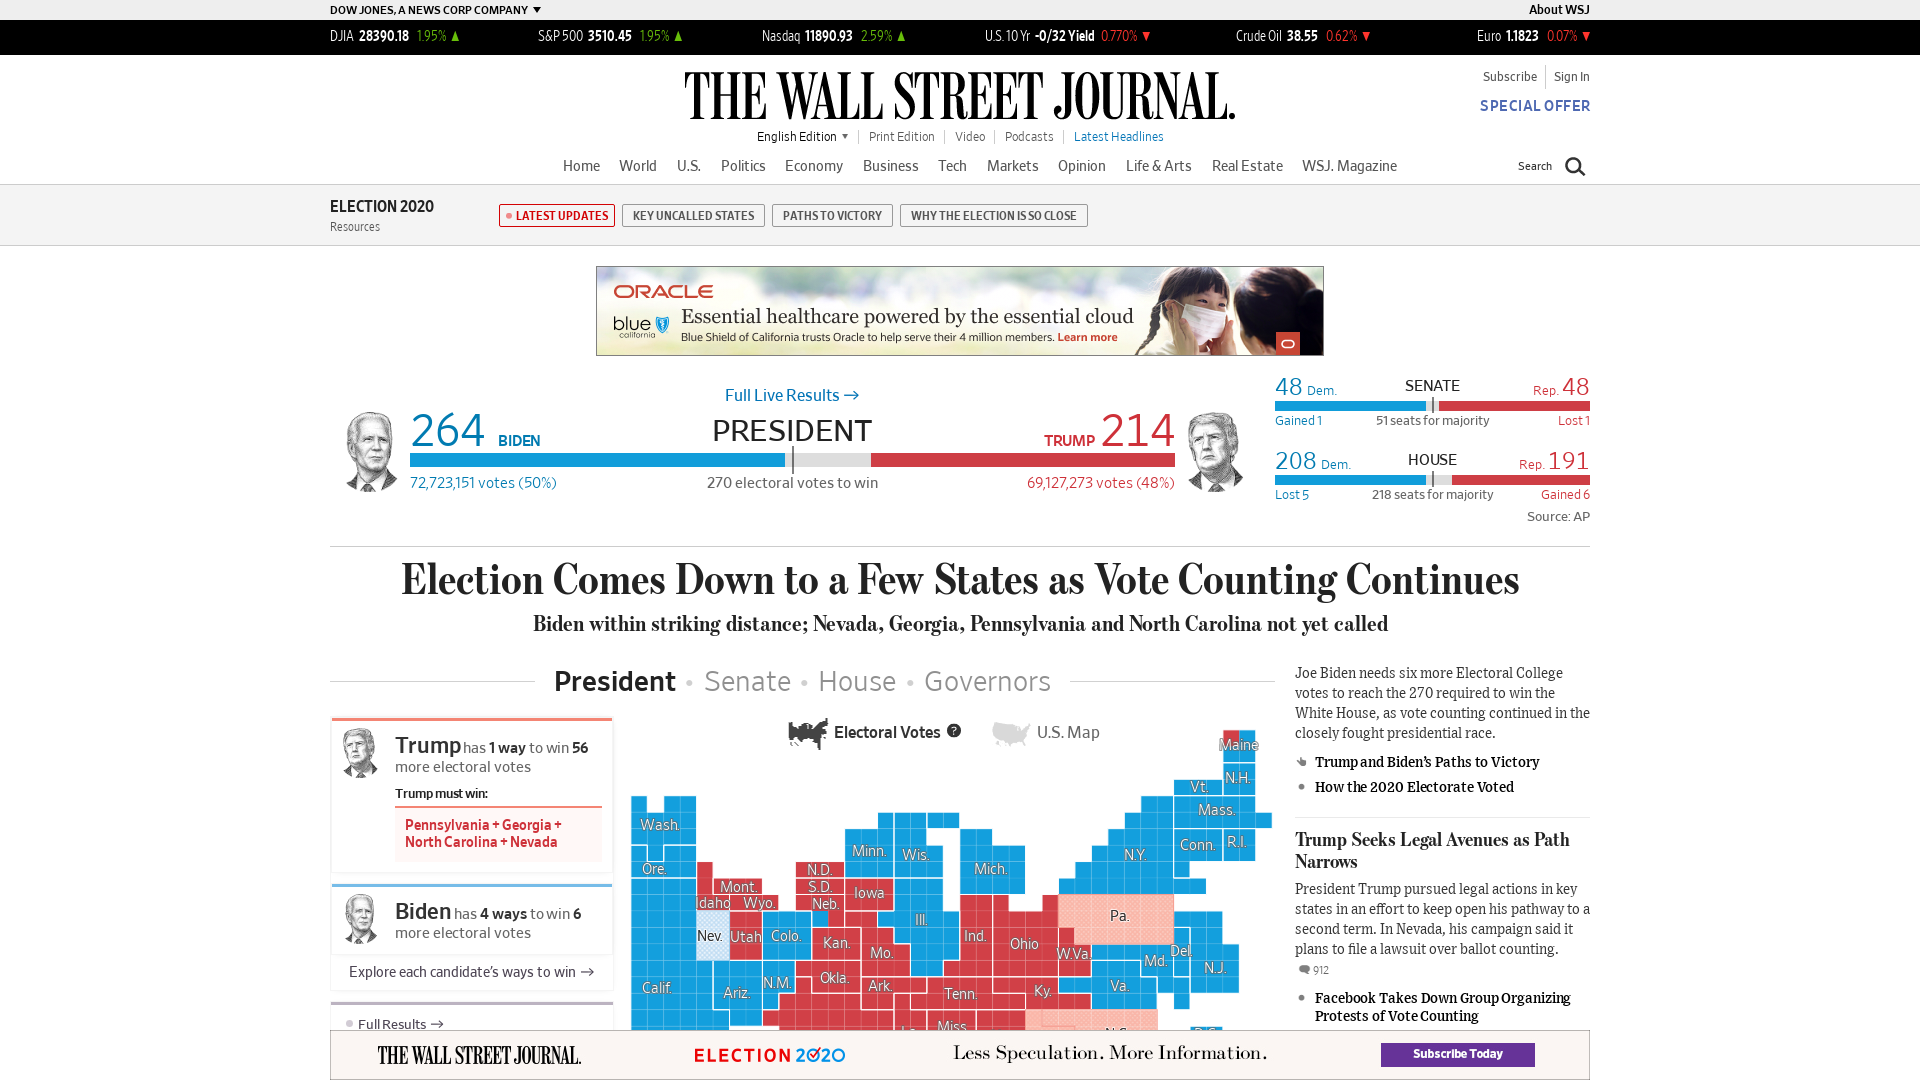 DOW JONES, A NEWS CORP COMPANY
About WSJ
DJIA 28390.18 1.95%
S&P 500 3510.45 1.95%
Nasdaq 11890.93 2.59%
U.S. 10 Yr -0/32 Yield 0.770%
Crude Oil 38.55 0.62%
Euro 1.1823 0.07%
THE WALL STREET JOURNAL.
Subscribe
Sign In
SPECIAL OFFER
English Edition
Print Edition
Video
Podcasts
Latest Headlines
Home
World
U.S.
Politics
Economy
Business
Tech
Markets
Opinion
Life & Arts
Real Estate
WSJ. Magazine
Search
ELECTION 2020
Resources
LATEST UPDATES
KEY UNCALLED STATES
PATHS TO VICTORY
WHY THE ELECTION IS SO CLOSE
ORACLE
blue
california
Essential healthcare powered by the essential cloud
Blue Shield of California trusts Oracle to help serve their 4 million members. Learn more
Full Live Results →
264 BIDEN
PRESIDENT
TRUMP 214
72,723,151 votes (50%)
270 electoral votes to win
69,127,273 votes (48%)
48 Dem.
SENATE
Rep. 48
Gained 1
51 seats for majority
Lost 1
208 Dem.
HOUSE
Rep. 191
Lost 5
218 seats for majority
Gained 6
Source: AP
Election Comes Down to a Few States as Vote Counting Continues
Biden within striking distance; Nevada, Georgia, Pennsylvania and North Carolina not yet called
President • Senate • House • Governors
Trump has 1 way to win 56
more electoral votes
Trump must win:
Pennsylvania + Georgia +
North Carolina + Nevada
Biden has 4 ways to win 6
more electoral votes
Explore each candidate's ways to win →
Full Results →
Electoral Votes ?
U.S. Map
Maine
Vt.
N.H.
Wash.
Mass.
Minn.
Wis.
N.Y.
Conn.
R.I.
Ore.
Mont.
N.D.
Mich.
S.D.
Idaho
Wyo.
Neb.
Iowa
Pa.
Nev.
Utah
Colo.
Kan.
Mo.
Ill.
Ind.
Ohio
W.Va.
Md.
Del.
N.J.
Calif.
Ariz.
N.M.
Okla.
Ark.
Tenn.
Ky.
Va.
Miss.
Joe Biden needs six more Electoral College
votes to reach the 270 required to win the
White House, as vote counting continued in the
closely fought presidential race.
Trump and Biden's Paths to Victory
How the 2020 Electorate Voted
Trump Seeks Legal Avenues as Path
Narrows
President Trump pursued legal actions in key
states in an effort to keep open his pathway to a
second term. In Nevada, his campaign said it
plans to file a lawsuit over ballot counting.
912
Facebook Takes Down Group Organizing
Protests of Vote Counting
THE WALL STREET JOURNAL.
ELECTION 2020
Less Speculation. More Information.
Subscribe Today